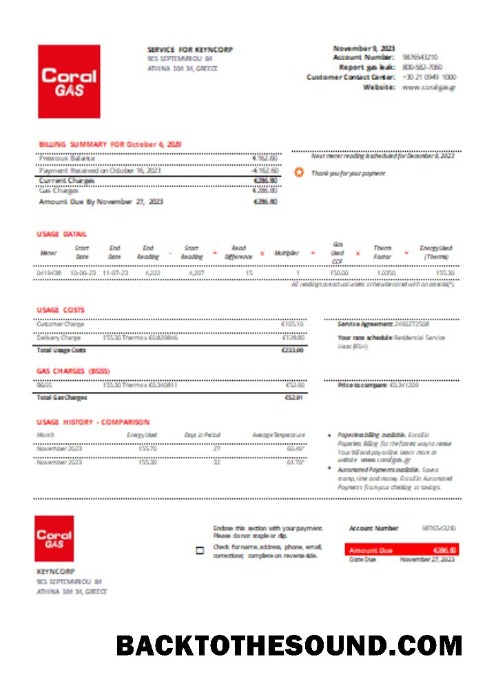 Coral
GAS
SERVICE FOR KEYNCORP
9ES SEPTEMVRIOU 84
ATHINA 104 34, GREECE
November 9, 2023
Account Number: 9876543210
Report gas leak: 800-582-7060
Customer Contact Center: +30 21 0949 1000
Website: www.coralgas.gr
BILLING SUMMARY FOR October 6, 2020
Previous Balance €162.60
Payment Received on October 16, 2023 -€162.60
Current Charges €286.80
Gas Charges €286.80
Amount Due By November 27, 2023 €286.80
Next meter reading is scheduled for December 8, 2023
Thank you for your payment
USAGE DATAIL
Meter Start Date End Date End Reading - Start Reading = Read Difference x Multiplier = Gas Used CCF x Therm Factor = Energy Used (Therms)
0419438 10-06-23 11-07-23 4,222 4,207 15 1 150.00 1.0350 155.30
All readings are actual unless otherwise noted with an asterisk(*).
USAGE COSTS
Customer Charge €105.10
Delivery Charge 155.30 Therms x €0.829846 €128.80
Total Usage Costs €233.90
Service Agreement: 2490272508
Your rate schedule: Residential Service
Heat (RSH)
GAS CHARGES (BGSS)
BGSS 155.30 Therms x €0.340811 €52.90
Total Gas Charges €52.91
Price to compare: €0.341209
USAGE HISTORY - COMPARISON
Month Energy Used Days in Period Average Temperature
November 2023 155.70 27 60.46°
November 2023 155.30 32 61.70°
Paperless billing available. Enroll in
Paperless Billing for the fastest way to receive
Your bill and pay online. Learn more at
website www.coralgas.gr
Automated Payments available. Save a
stamp, time and money. Enroll in Automated
Payments from your checking or savings.
Coral
GAS
Enclose this section with your payment.
Please do not staple or clip.
Check for name, address, phone, email,
corrections, complete on reverse side.
Account Number 9876543210
Amount Due €286.80
Date Due November 27, 2023
KEYNCORP
9ES SEPTEMVRIOU 84
ATHINA 104 34, GREECE
BACKTOTHESOUND.COM